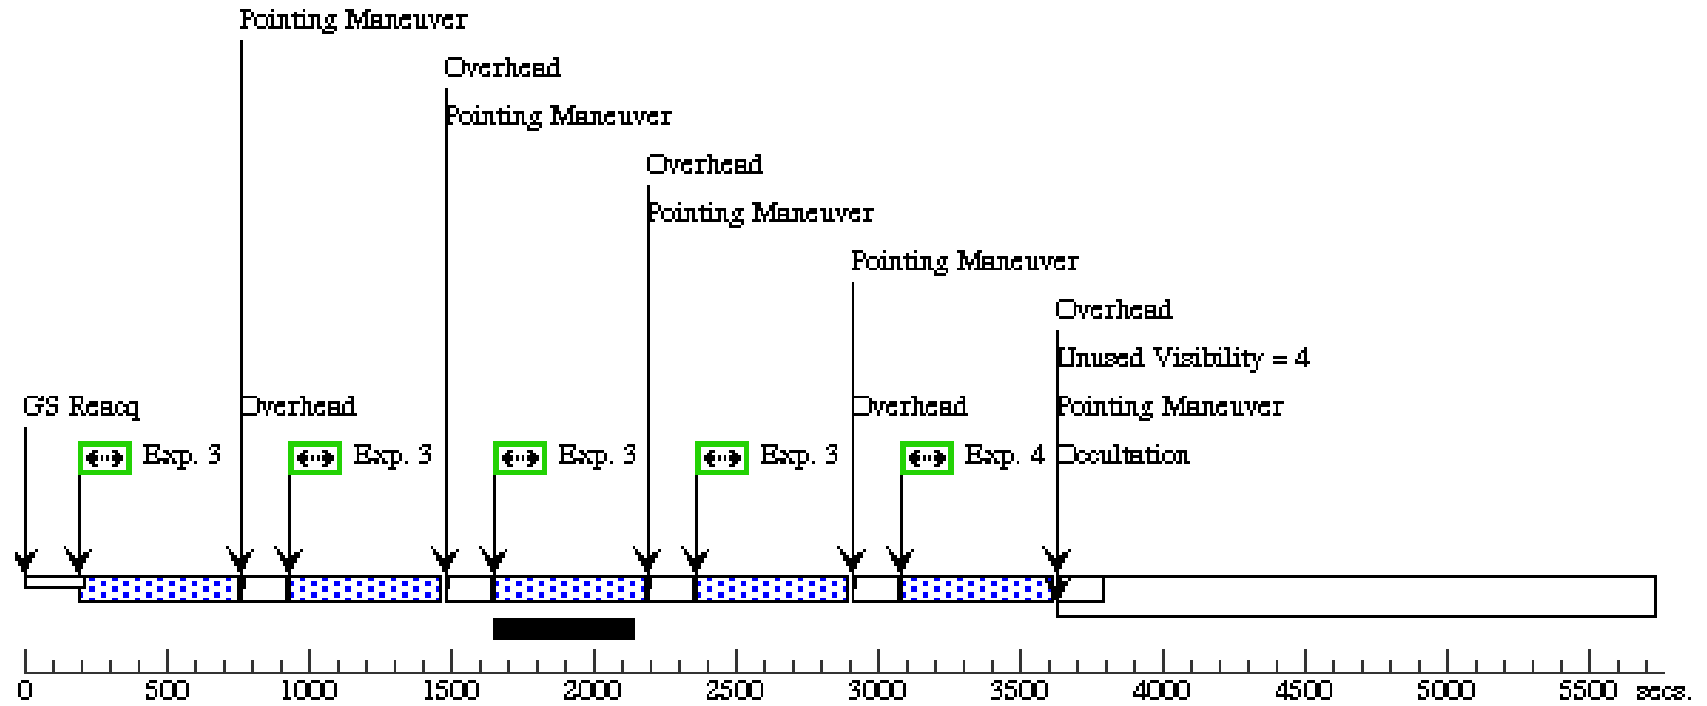 Pointing Maneuver
Overhead
Pointing Maneuver
Overhead
Pointing Maneuver
Pointing Maneuver
Overhead
Unused Visibility = 4
GS Reacq Overhead Overhead Pointing Maneuver
Exp. 3 Exp. 3 Exp. 3 Exp. 3 Exp. 4 Occultation
0 500 1000 1500 2000 2500 3000 3500 4000 4500 5000 5500 secs.